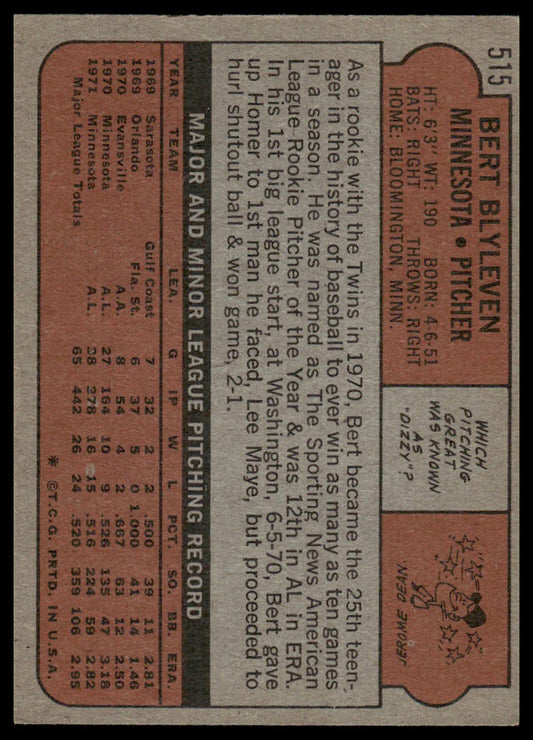 515
BERT BLYLEVEN
MINNESOTA • PITCHER
HT: 6'3" WT: 190 BORN: 4-6-51
BATS: RIGHT THROWS: RIGHT
HOME: BLOOMINGTON, MINN.
WHICH
PITCHING
GREAT
WAS KNOWN
AS
"DIZZY"?
JEROME DEAN
As a rookie with the Twins in 1970, Bert became the 25th teen-
ager in the history of baseball to ever win as many as ten games
in a season. He was named as The Sporting News American
League Rookie Pitcher of the Year & was 12th in AL in ERA.
In his 1st big league start, at Washington, 6-5-70, Bert gave
up Homer to 1st man he faced, Lee Maye, but proceeded to
hurl shutout ball & won game, 2-1.
MAJOR AND MINOR LEAGUE PITCHING RECORD
YEAR TEAM LEA. G IP W L PCT. SO. BB. ERA.
1969 Sarasota Gulf Coast 7 32 2 2 .500 39 11 2.81
1969 Orlando Fla. St. 6 37 5 0 1.000 41 14 1.46
1970 Evansville A.A. 8 54 4 2 .667 63 12 2.50
1970 Minnesota A.L. 27 164 10 9 .526 135 47 3.18
1971 Minnesota A.L. 38 278 16 15 .516 224 59 2.82
Major League Totals 65 442 26 24 .520 359 106 2.95
* © T.C.G. PRTD. IN U.S.A.